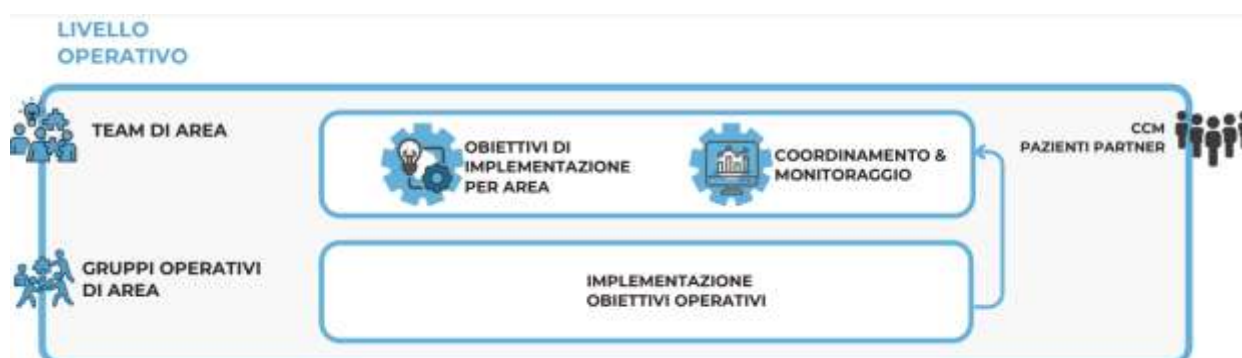 LIVELLO
OPERATIVO
TEAM DI AREA
OBIETTIVI DI
IMPLEMENTAZIONE
PER AREA
COORDINAMENTO &
MONITORAGGIO
CCM
PAZIENTI PARTNER
GRUPPI OPERATIVI
DI AREA
IMPLEMENTAZIONE
OBIETTIVI OPERATIVI